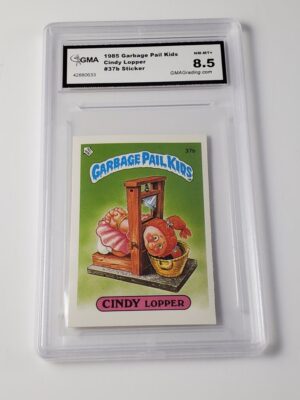 GMA
1985 Garbage Pail Kids
Cindy Lopper
#37b Sticker
42880633
NM-MT+
8.5
GMAGrading.com
37b
GARBAGE PAIL KIDS
CINDY LOPPER